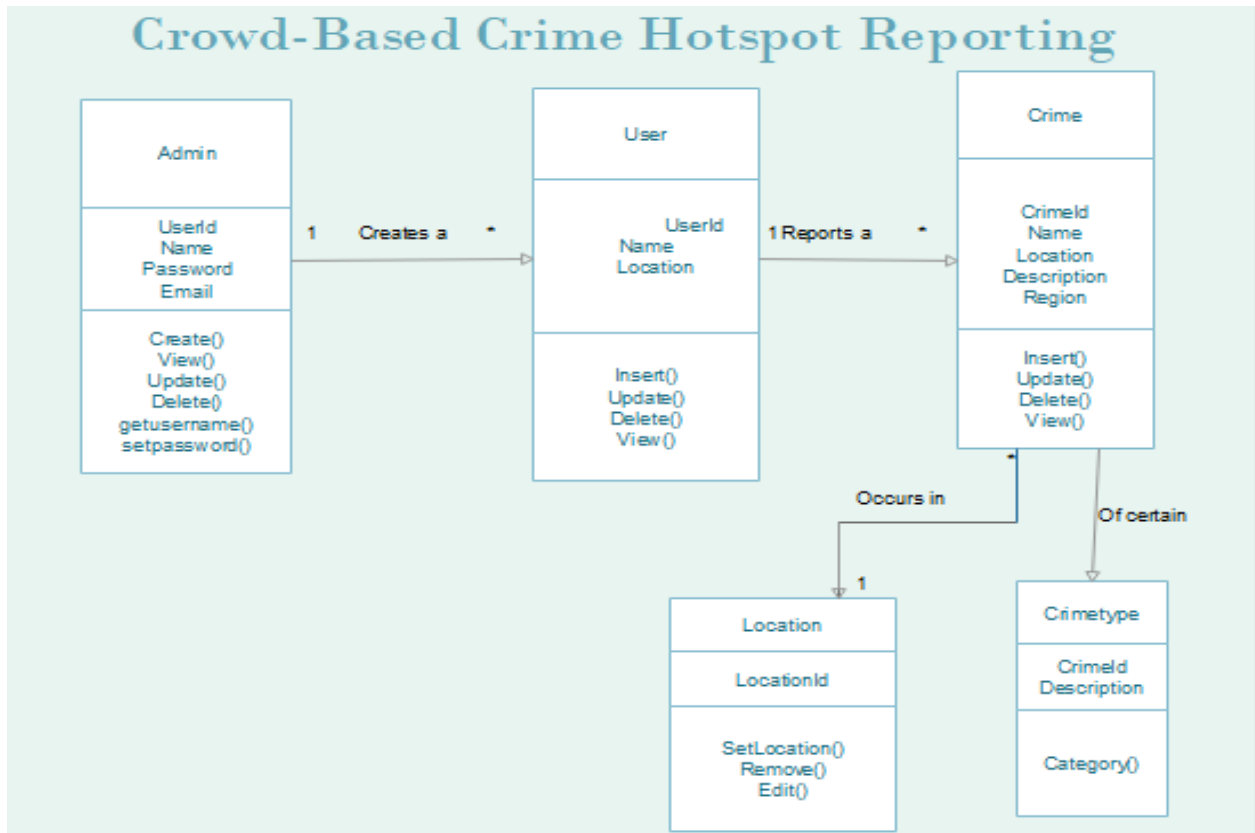 Crowd-Based Crime Hotspot Reporting
Admin
UserId
Name
Password
Email
Create()
View()
Update()
Delete()
getusername()
setpassword()
1 Creates a *
User
UserId
Name
Location
Insert()
Update()
Delete()
View()
1 Reports a *
Crime
CrimeId
Name
Location
Description
Region
Insert()
Update()
Delete()
View()
*
Occurs in
1
Of certain
Location
LocationId
SetLocation()
Remove()
Edit()
Crimetype
CrimeId
Description
Category()